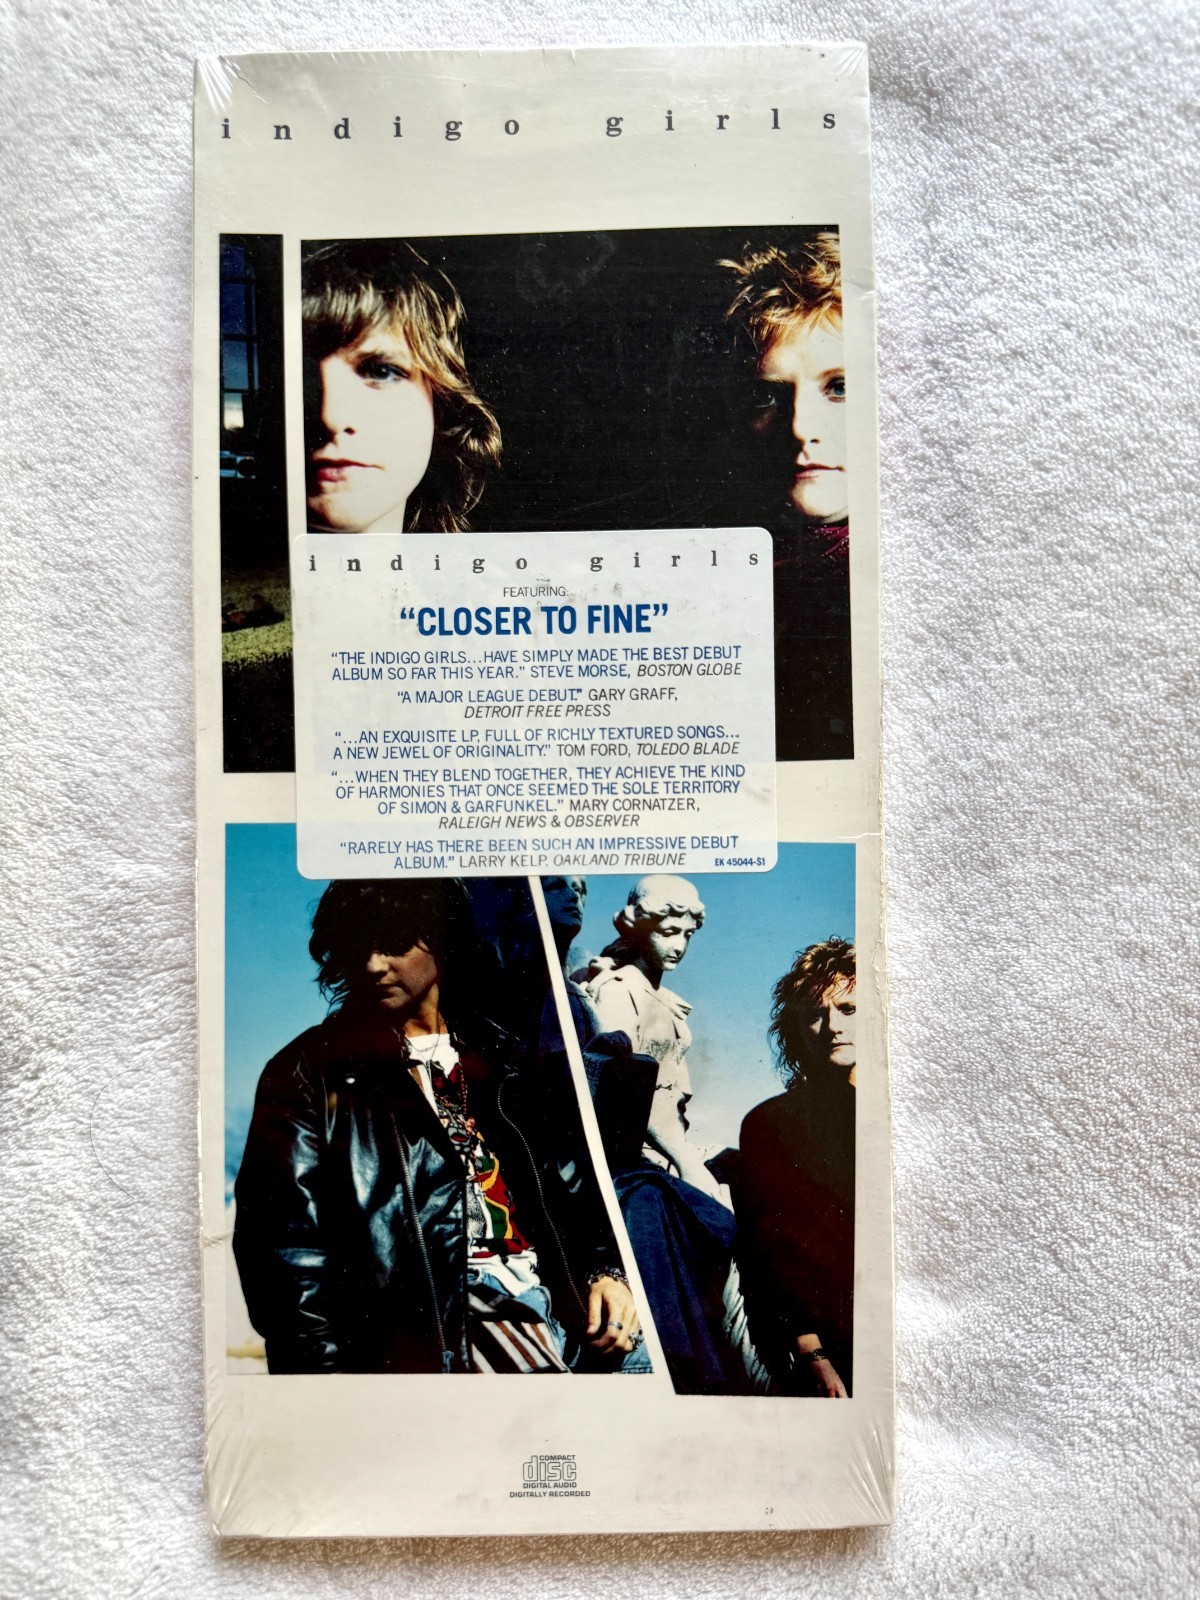 indigo girls
indigo girls
FEATURING:
“CLOSER TO FINE”
“THE INDIGO GIRLS...HAVE SIMPLY MADE THE BEST DEBUT
ALBUM SO FAR THIS YEAR.” STEVE MORSE, BOSTON GLOBE
“A MAJOR LEAGUE DEBUT.” GARY GRAFF,
DETROIT FREE PRESS
“...AN EXQUISITE LP, FULL OF RICHLY TEXTURED SONGS...
A NEW JEWEL OF ORIGINALITY.” TOM FORD, TOLEDO BLADE
“...WHEN THEY BLEND TOGETHER, THEY ACHIEVE THE KIND
OF HARMONIES THAT ONCE SEEMED THE SOLE TERRITORY
OF SIMON & GARFUNKEL.” MARY CORNATZER,
RALEIGH NEWS & OBSERVER
“RARELY HAS THERE BEEN SUCH AN IMPRESSIVE DEBUT
ALBUM.” LARRY KELP, OAKLAND TRIBUNE
EK 45044-S1
COMPACT
disc
DIGITAL AUDIO
DIGITALLY RECORDED